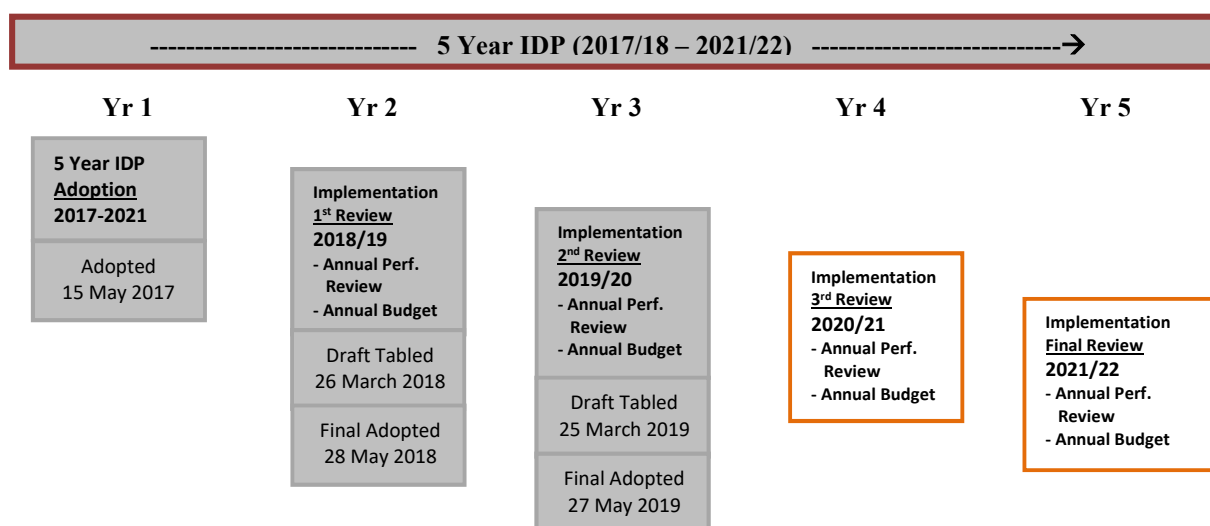 --------------------------- 5 Year IDP (2017/18 – 2021/22) ---------------------------→
Yr 1 Yr 2 Yr 3 Yr 4 Yr 5
5 Year IDP
Adoption
2017-2021
Adopted
15 May 2017
Implementation
1st Review
2018/19
- Annual Perf.
Review
- Annual Budget
Draft Tabled
26 March 2018
Final Adopted
28 May 2018
Implementation
2nd Review
2019/20
- Annual Perf.
Review
- Annual Budget
Draft Tabled
25 March 2019
Final Adopted
27 May 2019
Implementation
3rd Review
2020/21
- Annual Perf.
Review
- Annual Budget
Implementation
Final Review
2021/22
- Annual Perf.
Review
- Annual Budget